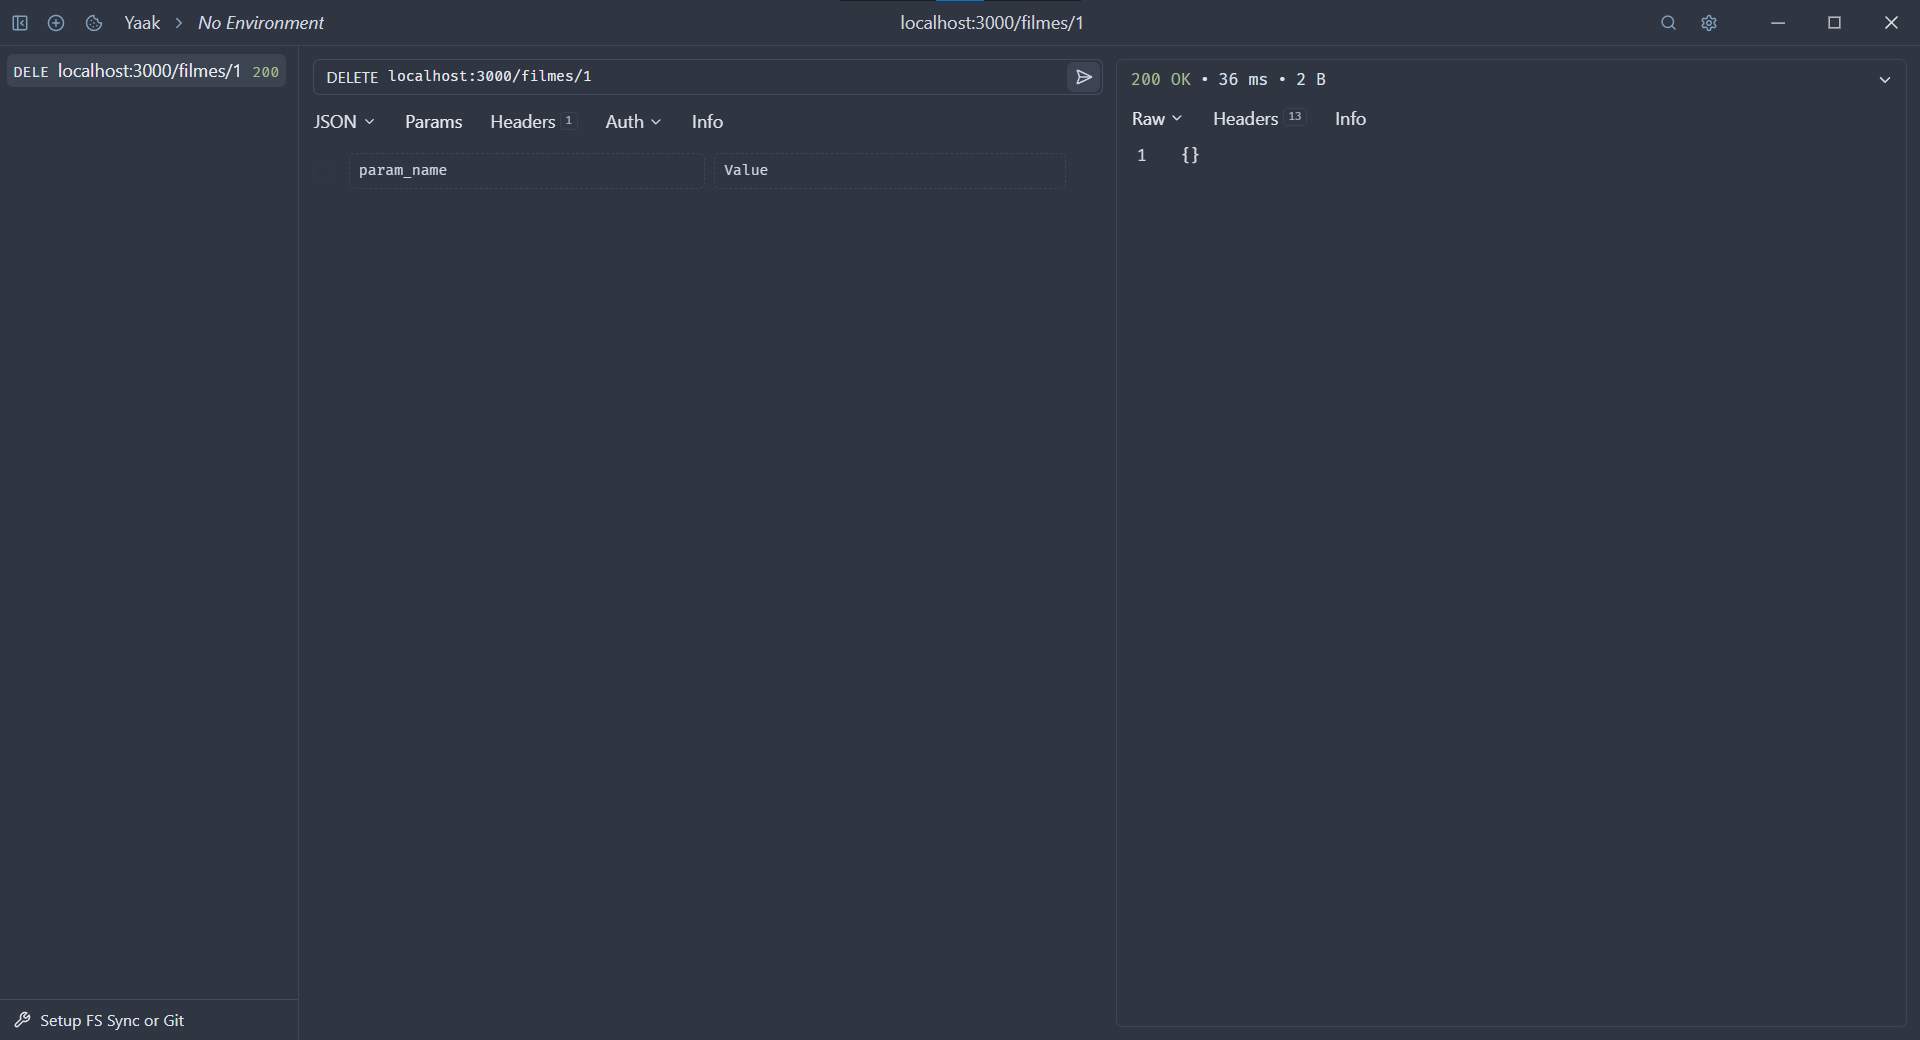 Yaak > No Environment
localhost:3000/filmes/1
DELE localhost:3000/filmes/1 200
DELETE localhost:3000/filmes/1
JSON Params Headers 1 Auth Info
param_name Value
200 OK • 36 ms • 2 B
Raw Headers 13 Info
1 {}
Setup FS Sync or Git